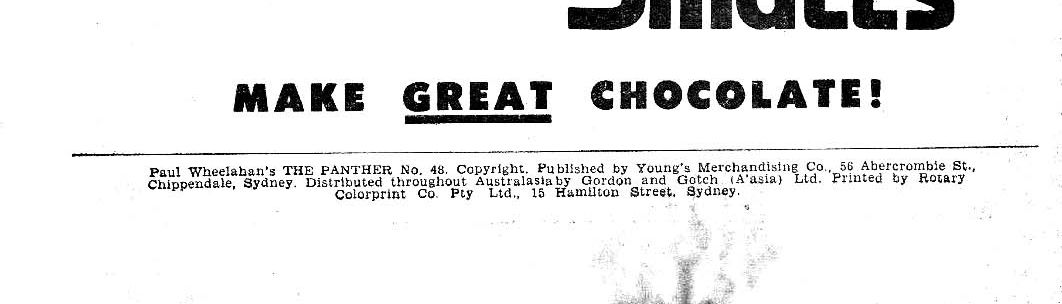 MAKE GREAT CHOCOLATE!
Paul Wheelahan's THE PANTHER No. 48. Copyright. Published by Young's Merchandising Co., 56 Abercrombie St.,
Chippendale, Sydney. Distributed throughout Australasia by Gordon and Gotch (A'asia) Ltd. Printed by Rotary
Colorprint Co. Pty Ltd., 15 Hamilton Street, Sydney.